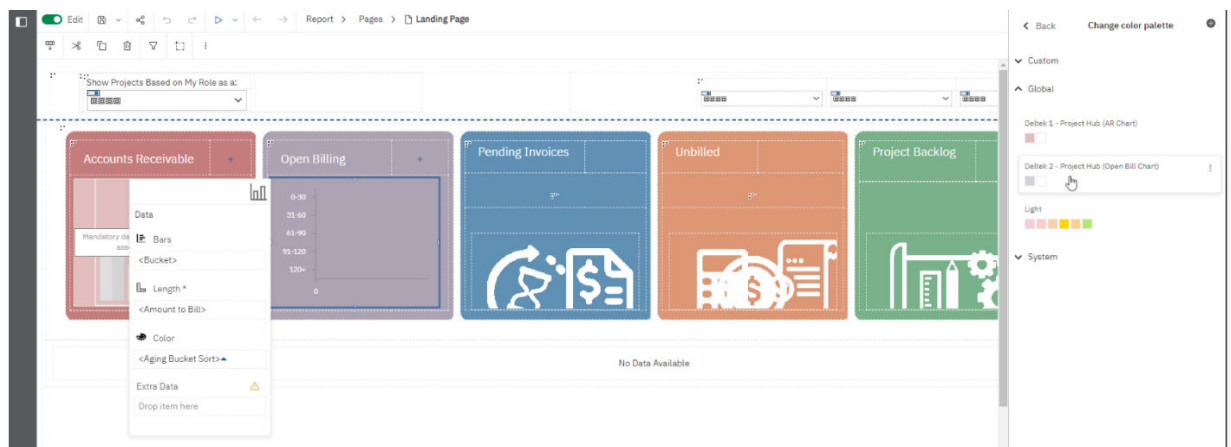 Edit
Report > Pages > Landing Page
Back
Change color palette
Custom
Global
Show Projects Based on My Role as a:
Deltek 1 - Project Hub (AR Chart)
Deltek 2 - Project Hub (Open Bill Chart)
Light
System
Accounts Receivable +
Open Billing +
Pending Invoices
Unbilled
Project Backlog
0-30
31-60
61-90
91-120
120+
0
Mandatory da
Data
Bars
<Bucket>
Length *
<Amount to Bill>
Color
<Aging Bucket Sort>
Extra Data
Drop item here
No Data Available